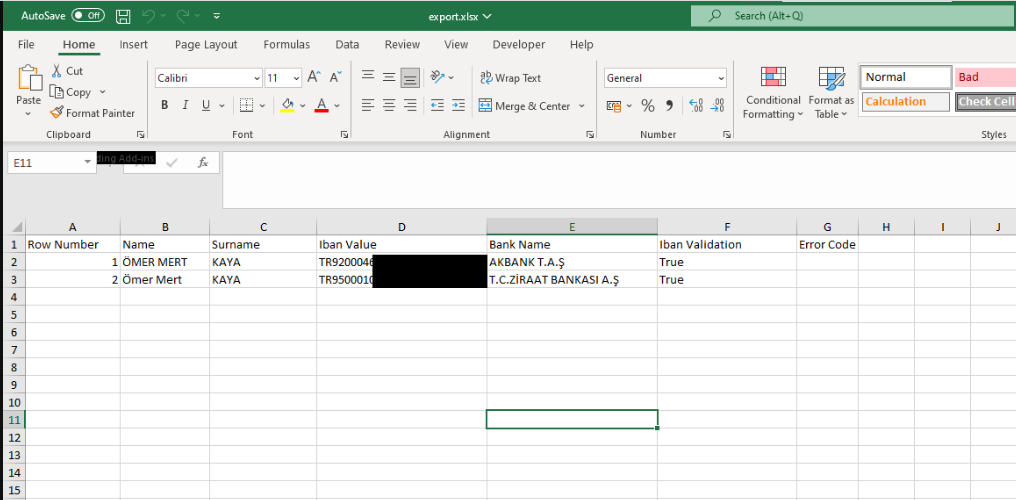 AutoSave Off export.xlsx Search (Alt+Q)
File Home Insert Page Layout Formulas Data Review View Developer Help
Paste
Cut
Copy
Format Painter
Clipboard
Calibri 11
B I U
Font
Wrap Text
Merge & Center
Alignment
General
Number
Conditional Formatting
Format as Table
Normal Bad
Calculation Check Cell
Styles
E11 ding Add-ins fx
A B C D E F G H I J
1 Row Number Name Surname Iban Value Bank Name Iban Validation Error Code
2 1 ÖMER MERT KAYA TR9200046 AKBANK T.A.Ş True
3 2 Ömer Mert KAYA TR9500010 T.C.ZİRAAT BANKASI A.Ş True
4
5
6
7
8
9
10
11
12
13
14
15